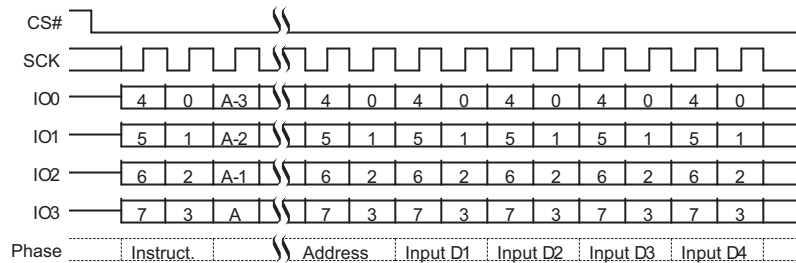 CS#
SCK
IO0 4 0 A-3 4 0 4 0 4 0 4 0 4 0
IO1 5 1 A-2 5 1 5 1 5 1 5 1 5 1
IO2 6 2 A-1 6 2 6 2 6 2 6 2 6 2
IO3 7 3 A 7 3 7 3 7 3 7 3 7 3
Phase Instruct. Address Input D1 Input D2 Input D3 Input D4